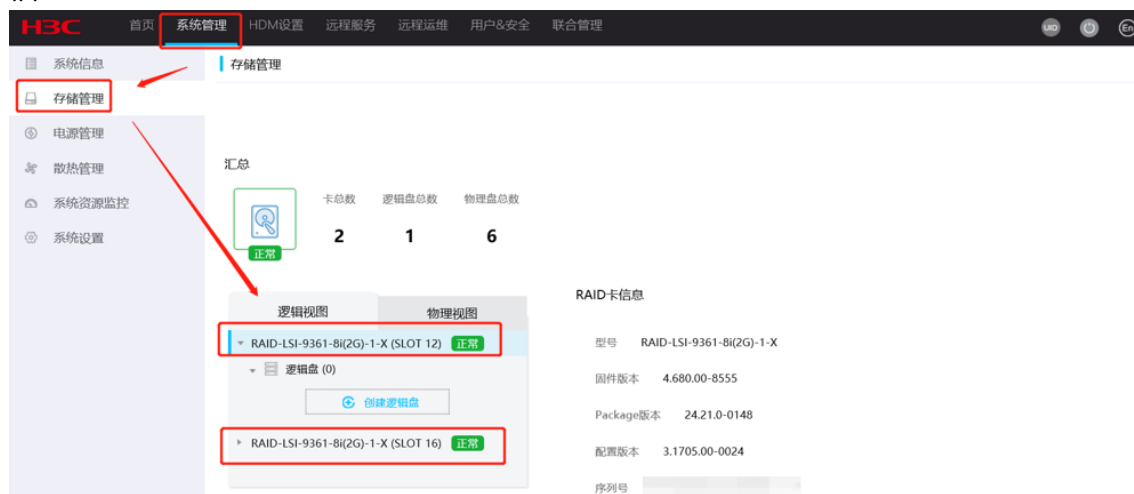 H3C 首页 系统管理 HDM设置 远程服务 远程运维 用户&安全 联合管理 UID En
系统信息
存储管理
存储管理
电源管理
散热管理
系统资源监控
系统设置
汇总
卡总数 逻辑盘总数 物理盘总数
2 1 6
正常
逻辑视图 物理视图
RAID-LSI-9361-8i(2G)-1-X (SLOT 12) 正常
逻辑盘 (0)
创建逻辑盘
RAID-LSI-9361-8i(2G)-1-X (SLOT 16) 正常
RAID卡信息
型号 RAID-LSI-9361-8i(2G)-1-X
固件版本 4.680.00-8555
Package版本 24.21.0-0148
配置版本 3.1705.00-0024
序列号